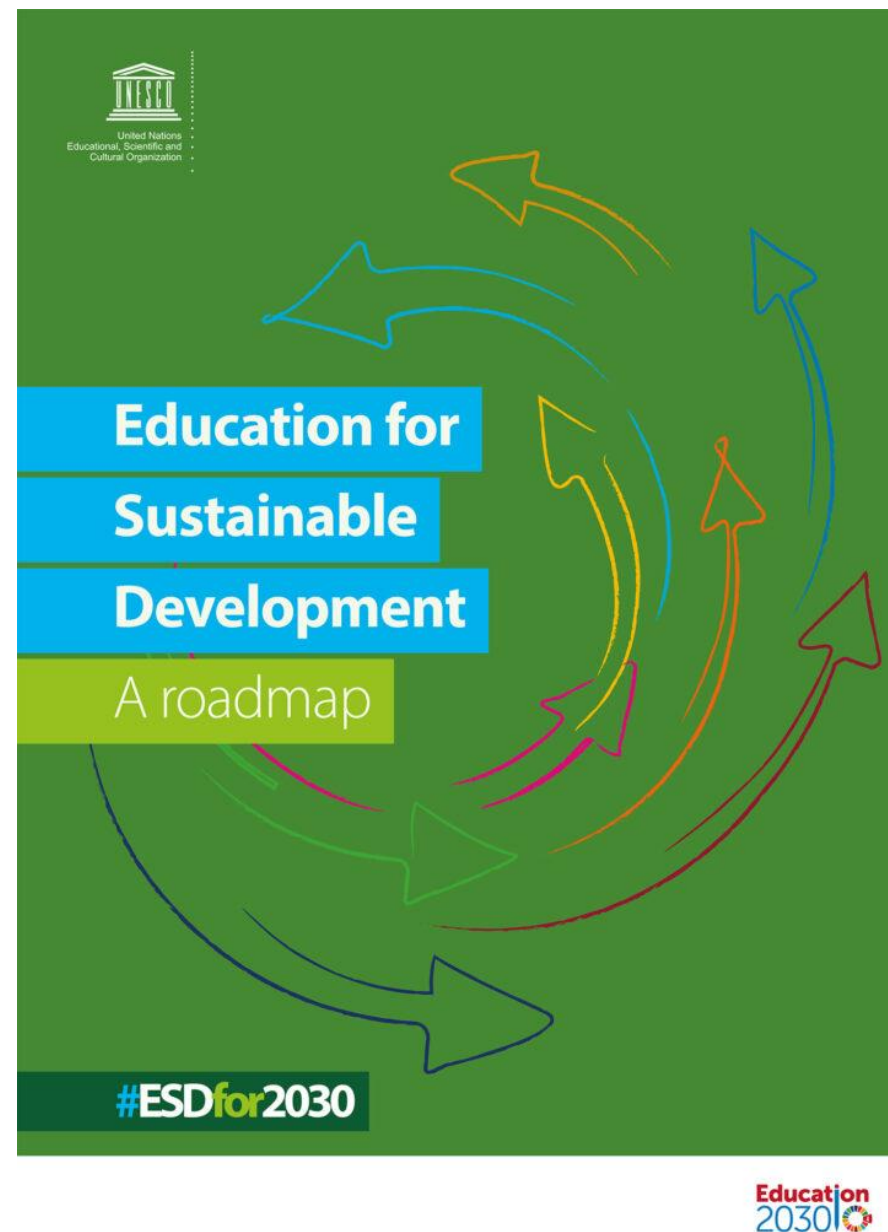 UNESCO
United Nations
Educational, Scientific and
Cultural Organization
Education for
Sustainable
Development
A roadmap
#ESDfor2030
Education
2030